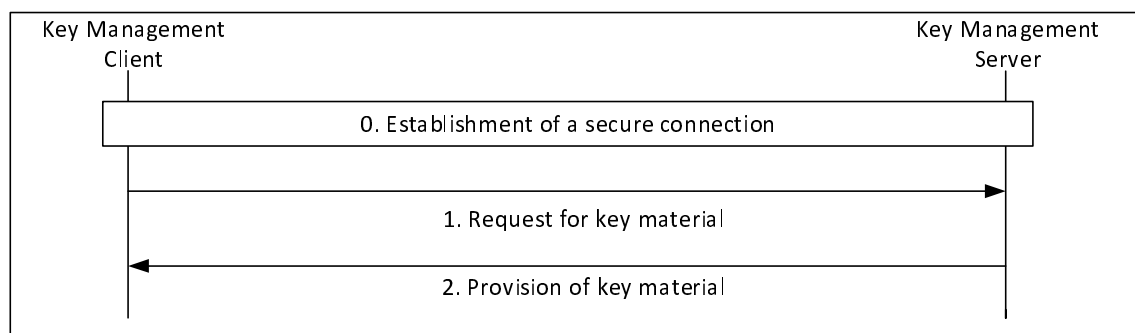 Key Management
Client
Key Management
Server
0. Establishment of a secure connection
1. Request for key material
2. Provision of key material